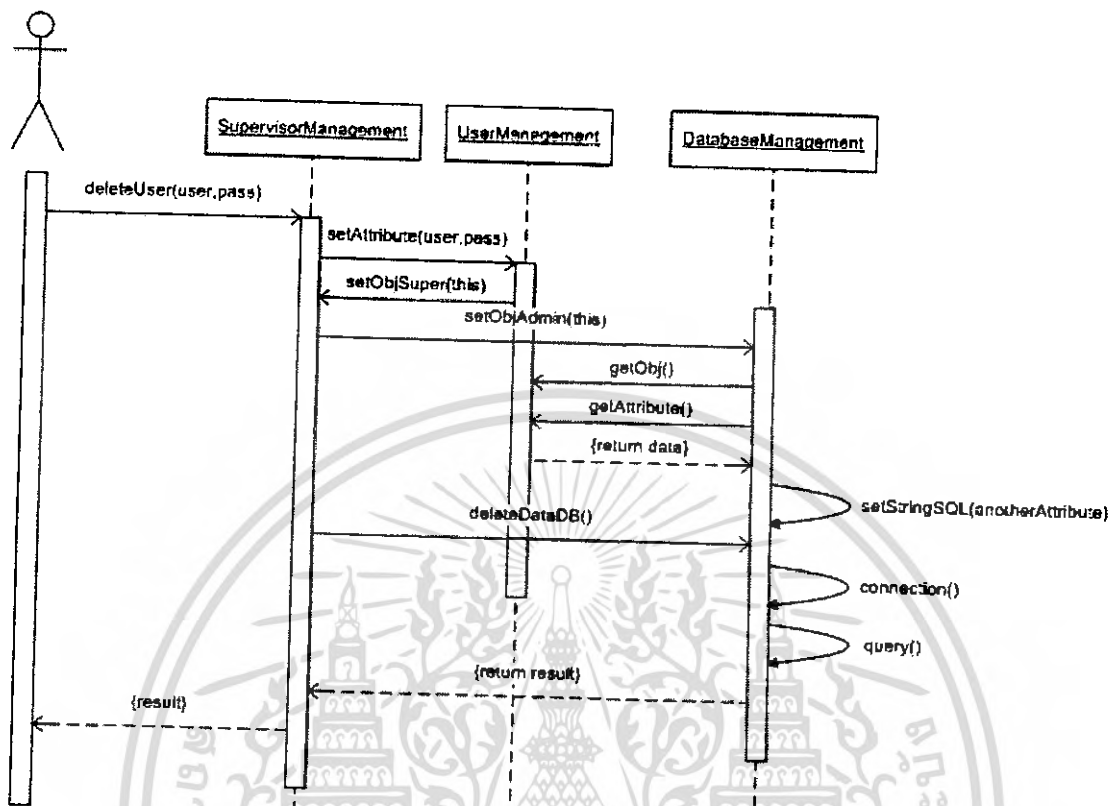 SupervisorManagement
UserManagement
DatabaseManagement
deleteUser(user,pass)
setAttribute(user,pass)
setObjSuper(this)
setObjAdmin(this)
getObj()
getAttribute()
{return data}
setStringSQL(anotherAttribute)
deleteDataDB()
connection()
query()
{return result}
{result}